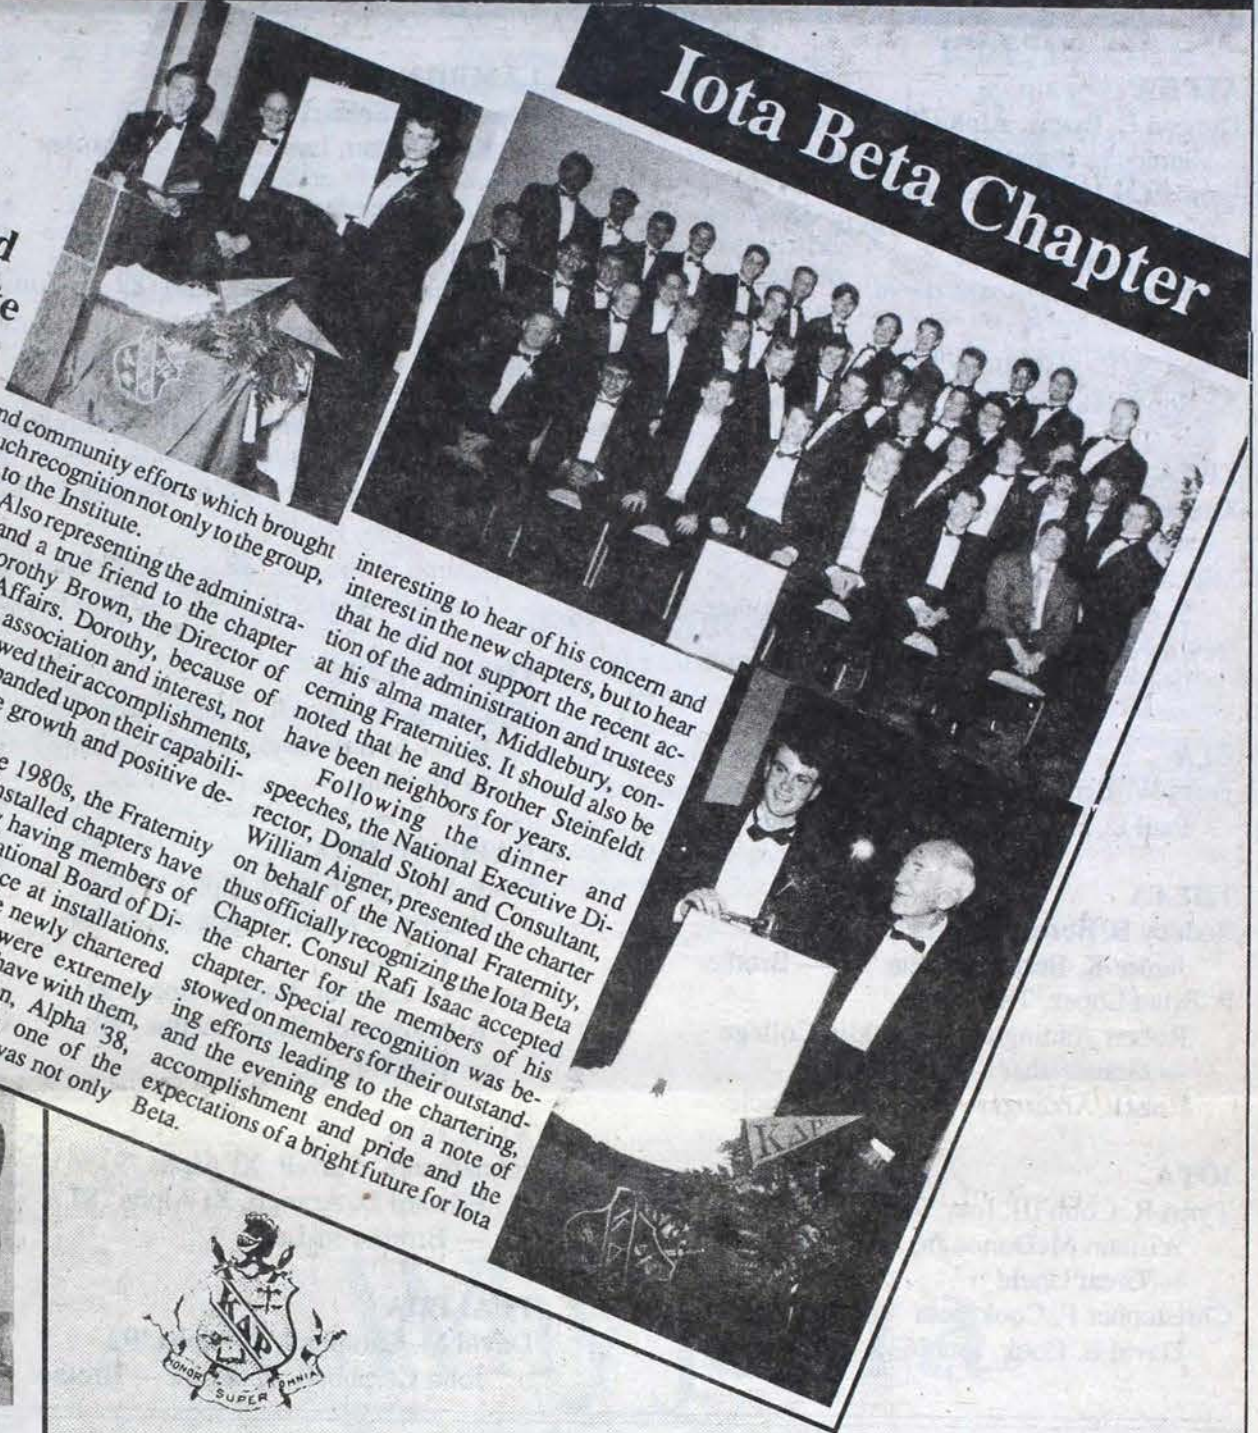 Iota Beta Chapter
nd community efforts which brought
uch recognition not only to the group,
to the Institute.
Also representing the administra-
and a true friend to the chapter
orothy Brown, the Director of
Affairs. Dorothy, because of
association and interest, not
wed their accomplishments,
panded upon their capabili-
e growth and positive de-
e 1980s, the Fraternity
nstalled chapters have
having members of
ational Board of Di-
ce at installations.
e newly chartered
were extremely
have with them,
n, Alpha '38,
one of the
was not only
interesting to hear of his concern and
interest in the new chapters, but to hear
that he did not support the recent ac-
tion of the administration and trustees
at his alma mater, Middlebury, con-
cerning Fraternities. It should also be
noted that he and Brother Steinfeldt
have been neighbors for years.
Following the dinner and
speeches, the National Executive Di-
rector, Donald Stohl and Consultant,
William Aigner, presented the charter
on behalf of the National Fraternity,
thus officially recognizing the Iota Beta
Chapter. Consul Rafi Isaac accepted
the charter for the members of his
chapter. Special recognition was be-
stowed on members for their outstand-
ing efforts leading to the chartering,
and the evening ended on a note of
accomplishment and pride and the
expectations of a bright future for Iota
Beta.
ΚΔΡ
ΚΔΡ
HONOR SUPER OMNIA